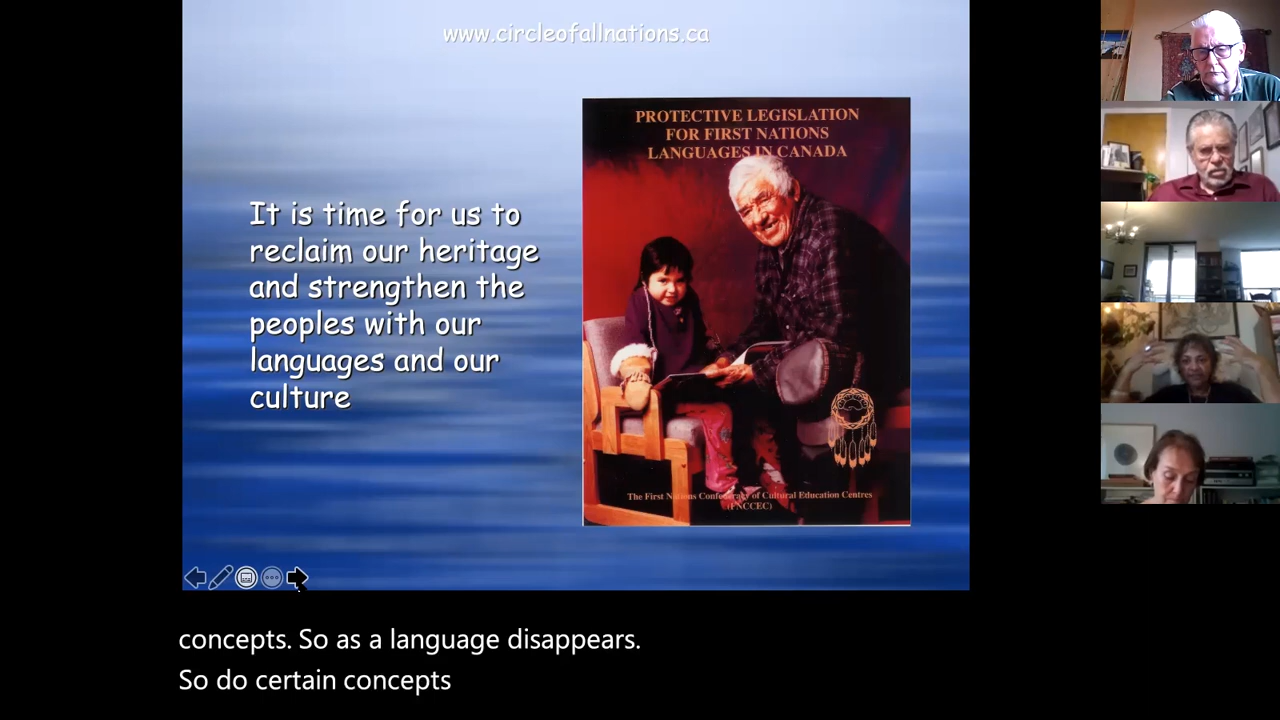 www.circleofallnations.ca
PROTECTIVE LEGISLATION
FOR FIRST NATIONS
LANGUAGES IN CANADA
It is time for us to
reclaim our heritage
and strengthen the
peoples with our
languages and our
culture
The First Nations Confederacy of Cultural Education Centres
(FNCCEC)
concepts. So as a language disappears.
So do certain concepts